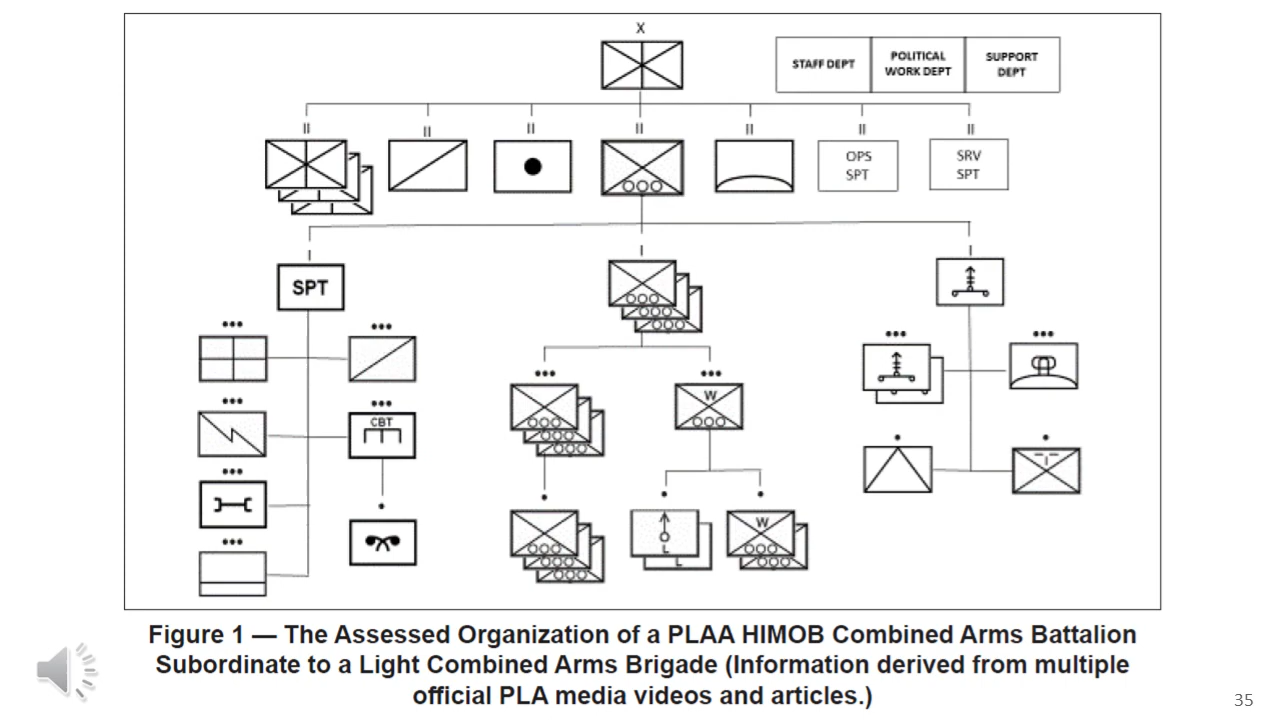 X
STAFF DEPT
POLITICAL
WORK DEPT
SUPPORT
DEPT
II
II
II
II
II
II
II
OPS
SPT
SRV
SPT
I
I
I
SPT
CBT
W
L
L
W
Figure 1 — The Assessed Organization of a PLAA HIMOB Combined Arms Battalion
Subordinate to a Light Combined Arms Brigade (Information derived from multiple
official PLA media videos and articles.)
35